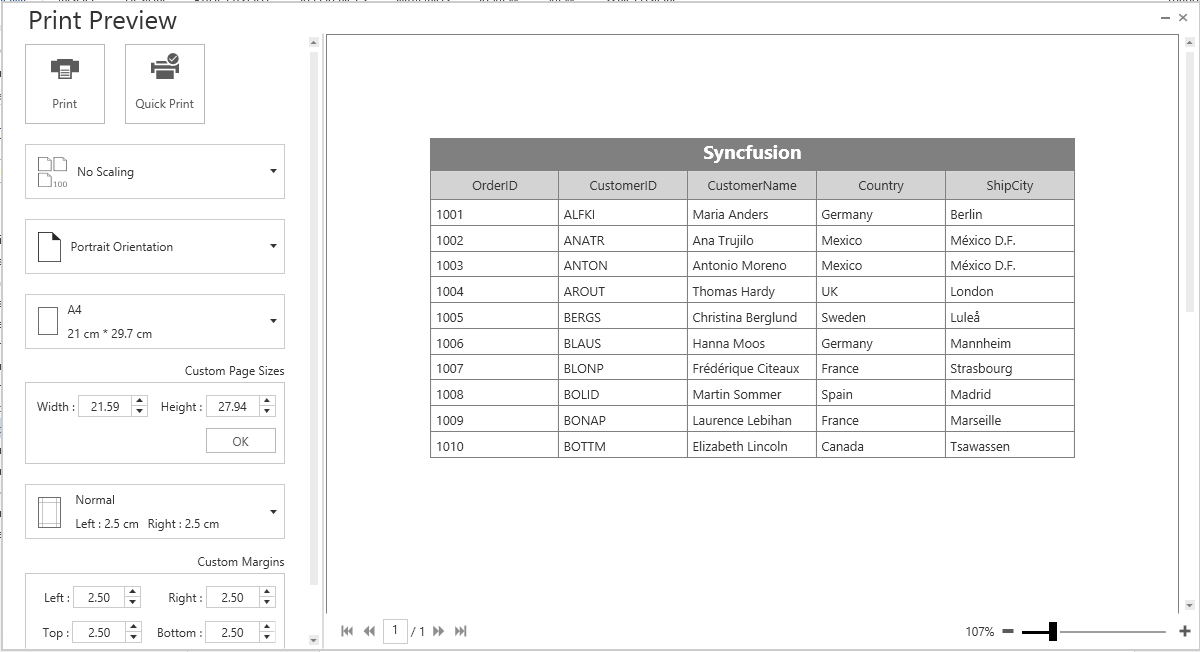 Print Preview
Print
Quick Print
100
No Scaling
Portrait Orientation
A4
21 cm * 29.7 cm
Custom Page Sizes
Width : 21.59 Height : 27.94
OK
Normal
Left : 2.5 cm Right : 2.5 cm
Custom Margins
Left : 2.50 Right : 2.50
Top : 2.50 Bottom : 2.50
Syncfusion
OrderID CustomerID CustomerName Country ShipCity
1001 ALFKI Maria Anders Germany Berlin
1002 ANATR Ana Trujilo Mexico México D.F.
1003 ANTON Antonio Moreno Mexico México D.F.
1004 AROUT Thomas Hardy UK London
1005 BERGS Christina Berglund Sweden Luleå
1006 BLAUS Hanna Moos Germany Mannheim
1007 BLONP Frédérique Citeaux France Strasbourg
1008 BOLID Martin Sommer Spain Madrid
1009 BONAP Laurence Lebihan France Marseille
1010 BOTTM Elizabeth Lincoln Canada Tsawassen
1 / 1
107%